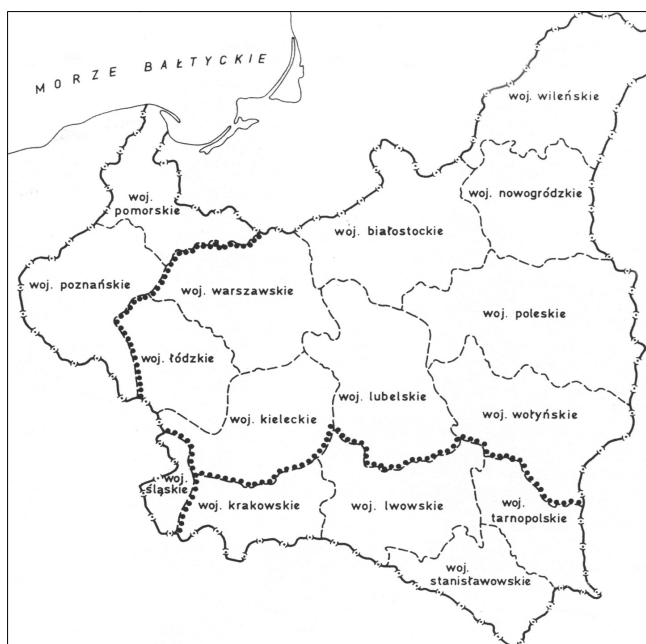 MORZE BAŁTYCKIE
woj. wileńskie
woj. nowogródzkie
woj.
pomorskie
woj. białostockie
woj. poznańskie
woj. warszawskie
woj. poleskie
woj. łódzkie
woj. lubelskie
woj. wołyńskie
woj. kieleckie
woj.
śląskie
woj. krakowskie
woj. lwowskie
woj.
tarnopolskie
woj.
stanisławowskie